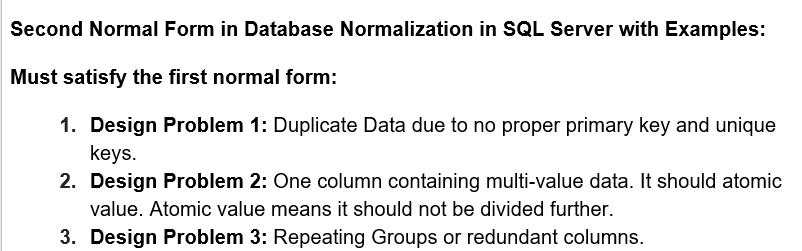 Second Normal Form in Database Normalization in SQL Server with Examples:
Must satisfy the first normal form:
1. Design Problem 1: Duplicate Data due to no proper primary key and unique
keys.
2. Design Problem 2: One column containing multi-value data. It should atomic
value. Atomic value means it should not be divided further.
3. Design Problem 3: Repeating Groups or redundant columns.